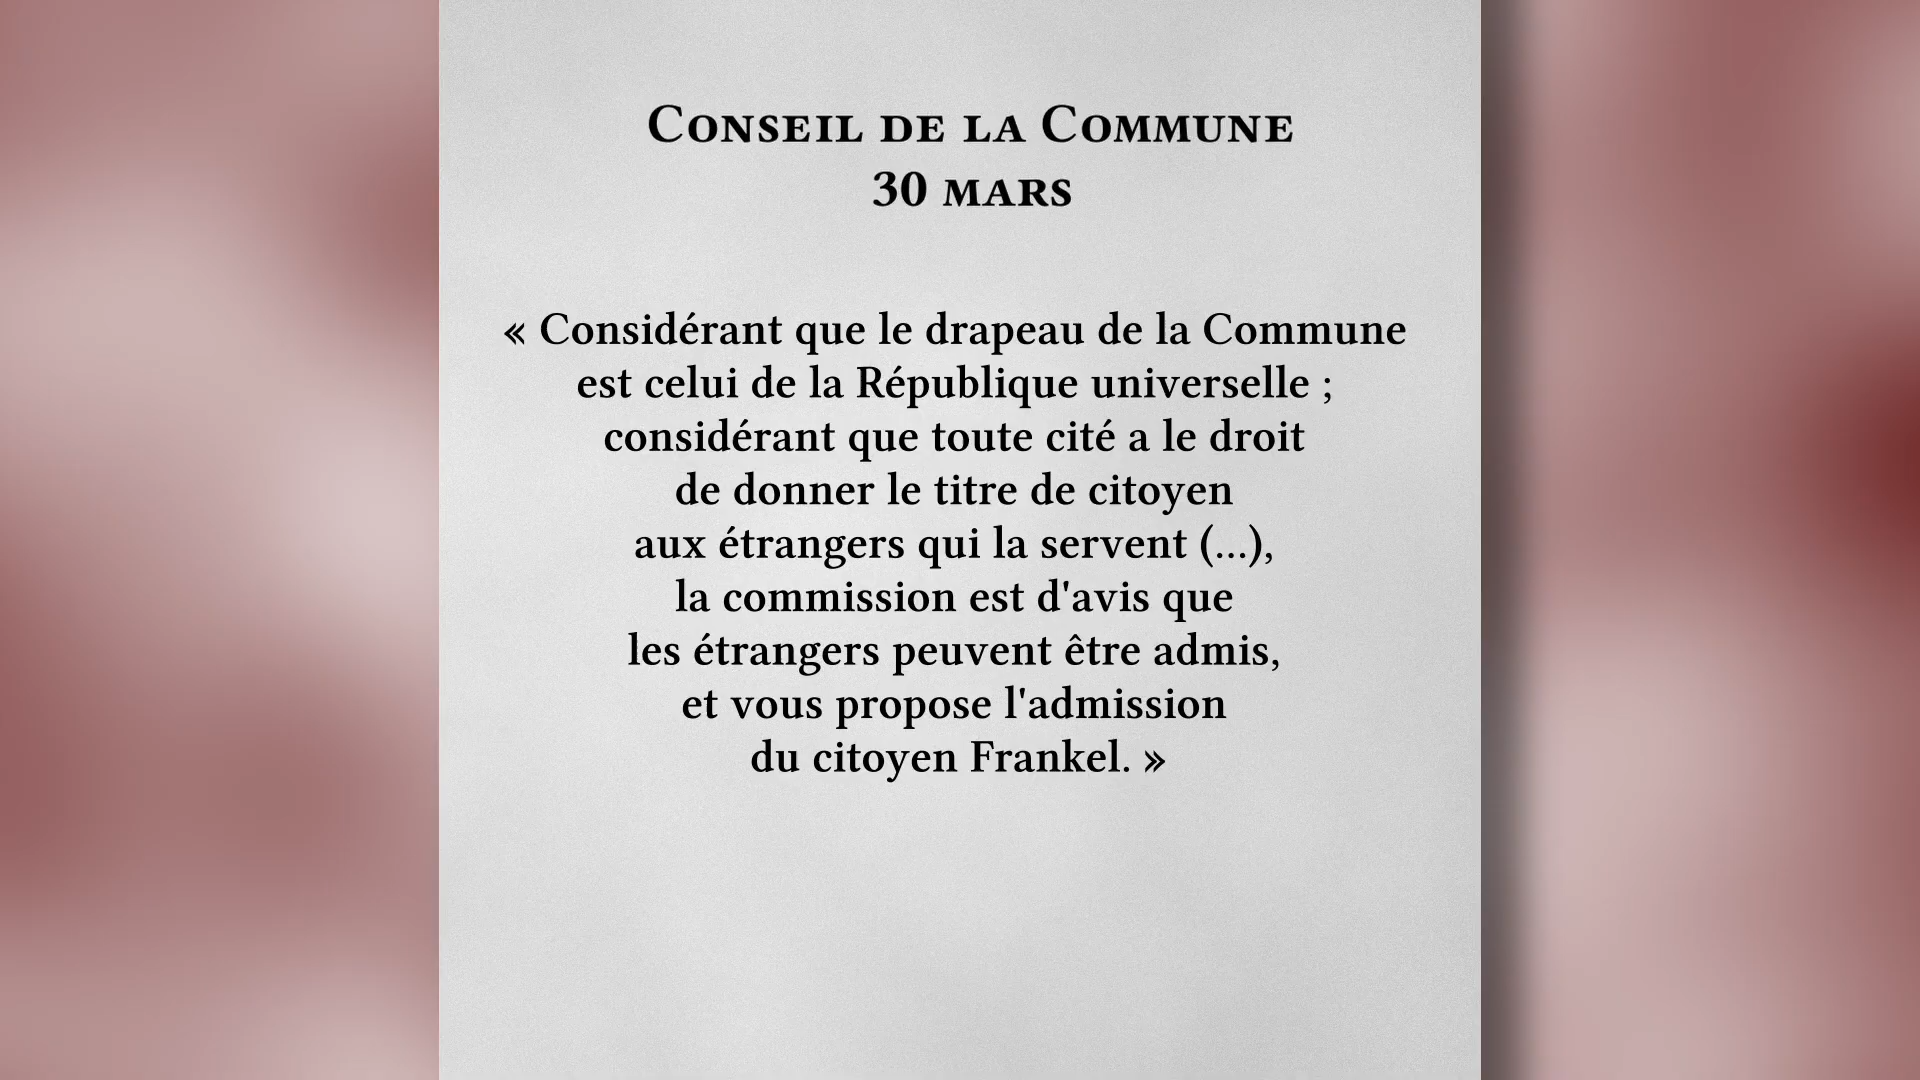 Conseil de la Commune
30 mars
« Considérant que le drapeau de la Commune
est celui de la République universelle ;
considérant que toute cité a le droit
de donner le titre de citoyen
aux étrangers qui la servent (...),
la commission est d'avis que
les étrangers peuvent être admis,
et vous propose l'admission
du citoyen Frankel. »